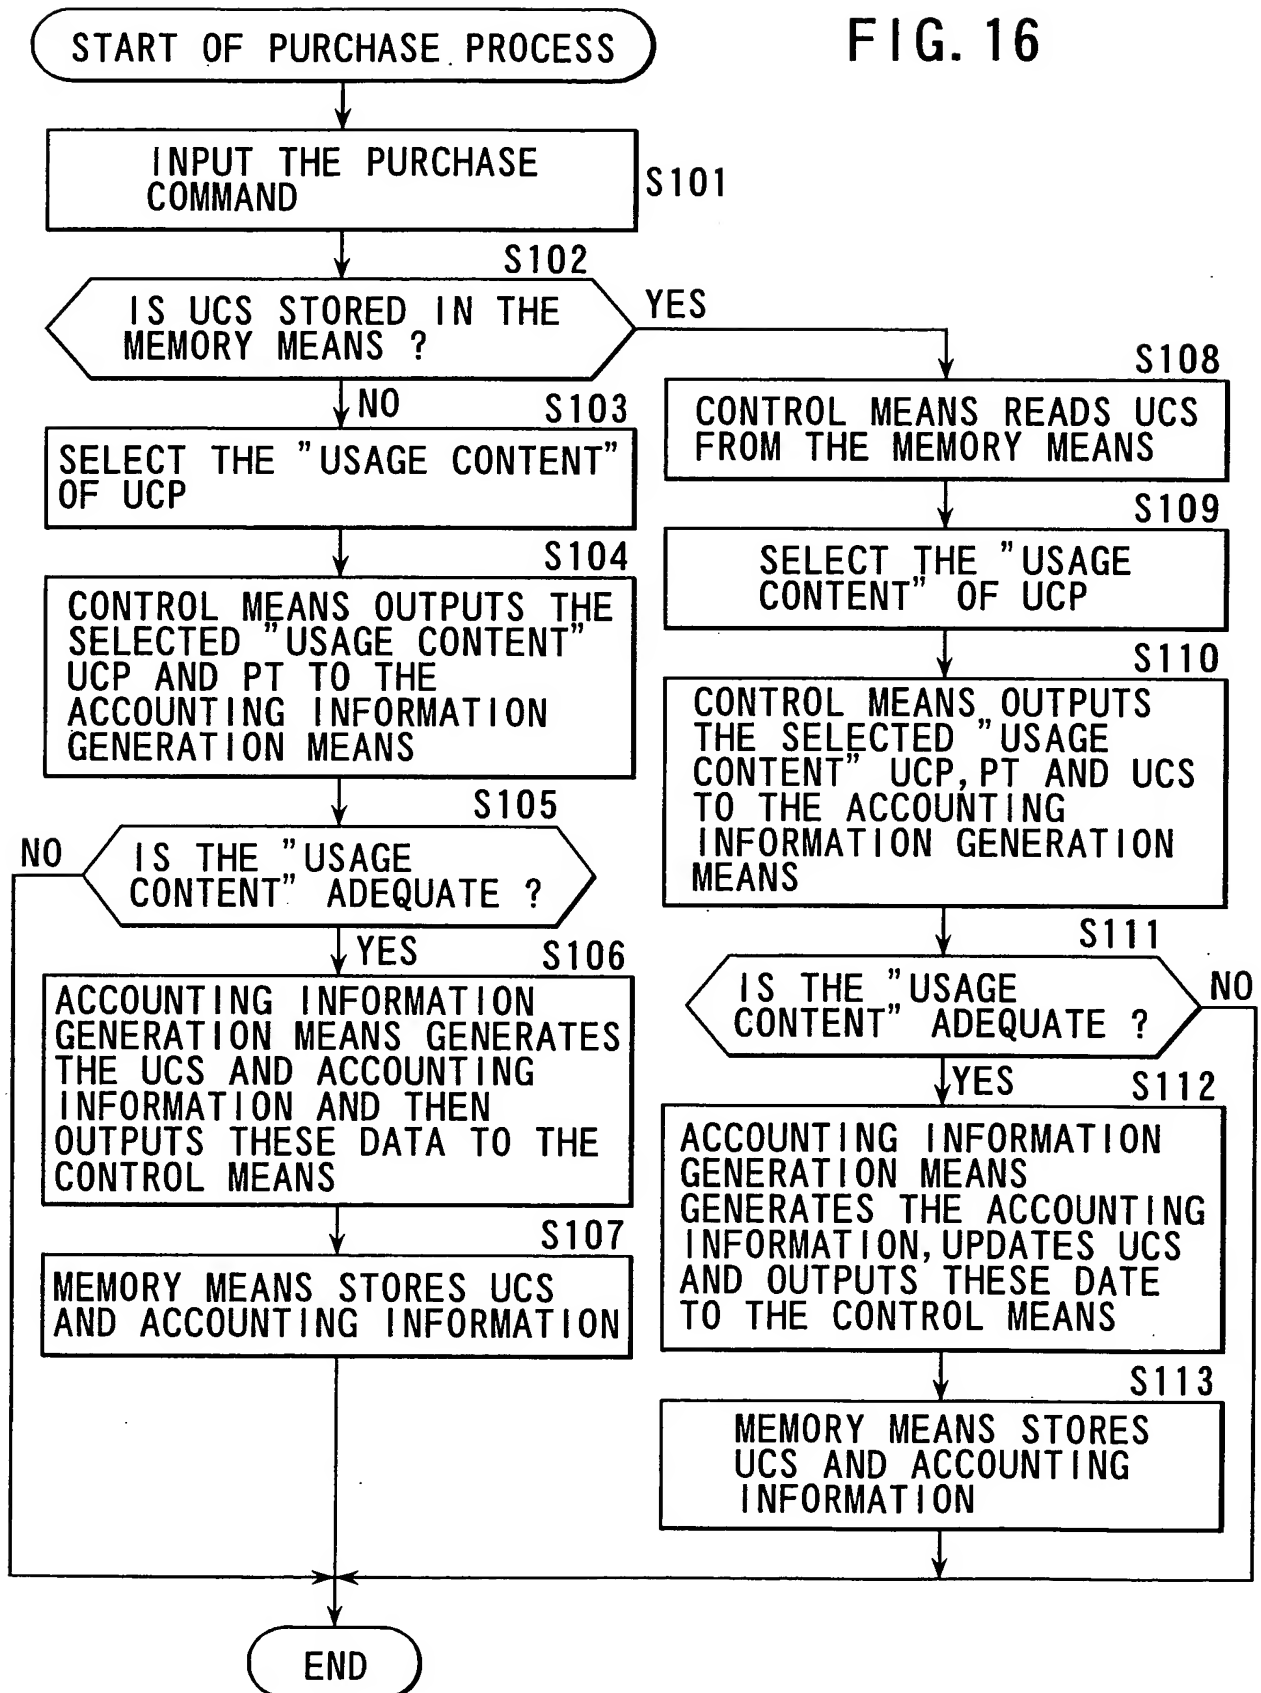 FIG. 16
START OF PURCHASE PROCESS
INPUT THE PURCHASE
COMMAND
S101
S102
IS UCS STORED IN THE
MEMORY MEANS ?
YES
NO
S103
SELECT THE "USAGE CONTENT"
OF UCP
S104
CONTROL MEANS OUTPUTS THE
SELECTED "USAGE CONTENT"
UCP AND PT TO THE
ACCOUNTING INFORMATION
GENERATION MEANS
S105
NO
IS THE "USAGE
CONTENT" ADEQUATE ?
YES
S106
ACCOUNTING INFORMATION
GENERATION MEANS GENERATES
THE UCS AND ACCOUNTING
INFORMATION AND THEN
OUTPUTS THESE DATA TO THE
CONTROL MEANS
S107
MEMORY MEANS STORES UCS
AND ACCOUNTING INFORMATION
S108
CONTROL MEANS READS UCS
FROM THE MEMORY MEANS
S109
SELECT THE "USAGE
CONTENT" OF UCP
S110
CONTROL MEANS OUTPUTS
THE SELECTED "USAGE
CONTENT" UCP, PT AND UCS
TO THE ACCOUNTING
INFORMATION GENERATION
MEANS
S111
IS THE "USAGE
CONTENT" ADEQUATE ?
NO
YES
S112
ACCOUNTING INFORMATION
GENERATION MEANS
GENERATES THE ACCOUNTING
INFORMATION, UPDATES UCS
AND OUTPUTS THESE DATE
TO THE CONTROL MEANS
S113
MEMORY MEANS STORES
UCS AND ACCOUNTING
INFORMATION
END